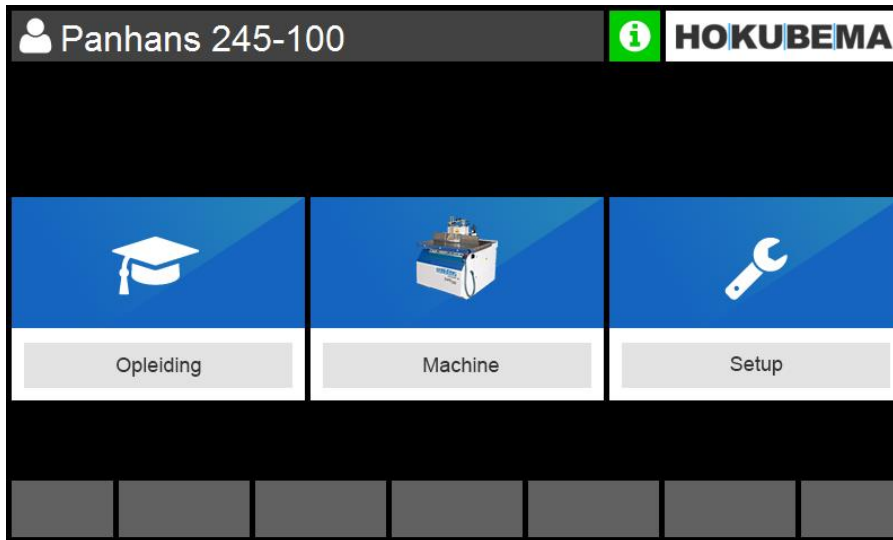 Panhans 245-100
HOKUBEMA
Opleiding
Machine
Setup